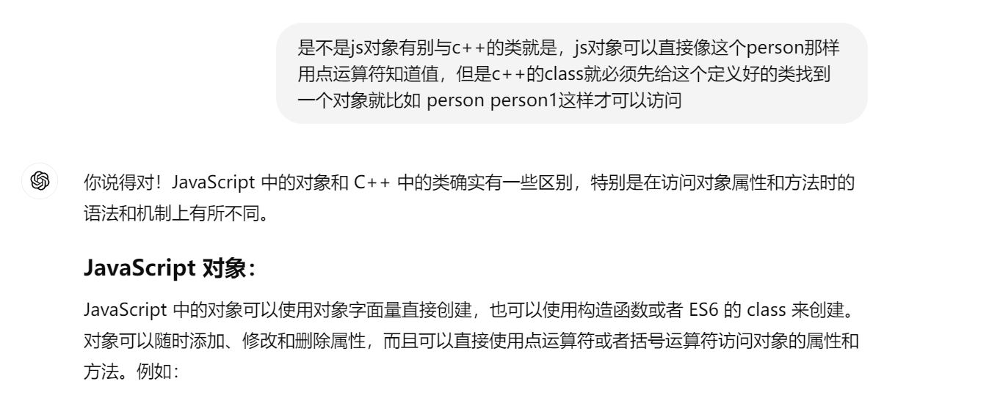 是不是js对象有别与c++的类就是，js对象可以直接像这个person那样
用点运算符知道值，但是c++的class就必须先给这个定义好的类找到
一个对象就比如 person person1这样才可以访问
你说得对！JavaScript 中的对象和 C++ 中的类确实有一些区别，特别是在访问对象属性和方法时的
语法和机制上有所不同。
JavaScript 对象：
JavaScript 中的对象可以使用对象字面量直接创建，也可以使用构造函数或者 ES6 的 class 来创建。
对象可以随时添加、修改和删除属性，而且可以直接使用点运算符或者括号运算符访问对象的属性和
方法。例如：